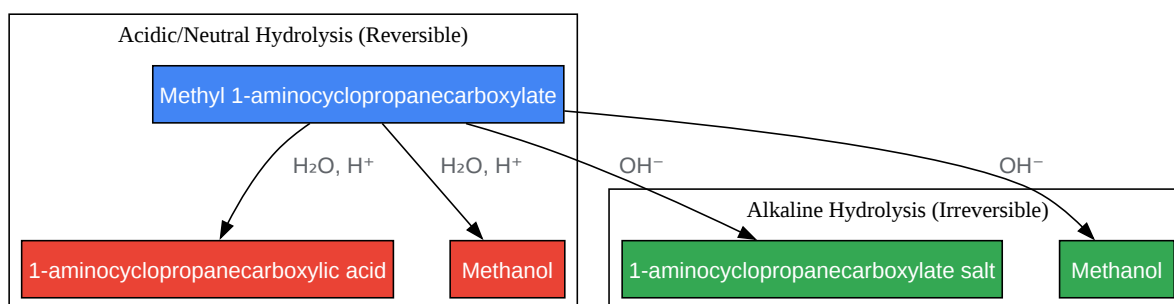 Acidic/Neutral Hydrolysis (Reversible)
Methyl 1-aminocyclopropanecarboxylate
H₂O, H⁺
H₂O, H⁺
OH⁻
OH⁻
Alkaline Hydrolysis (Irreversible)
1-aminocyclopropanecarboxylic acid
Methanol
1-aminocyclopropanecarboxylate salt
Methanol